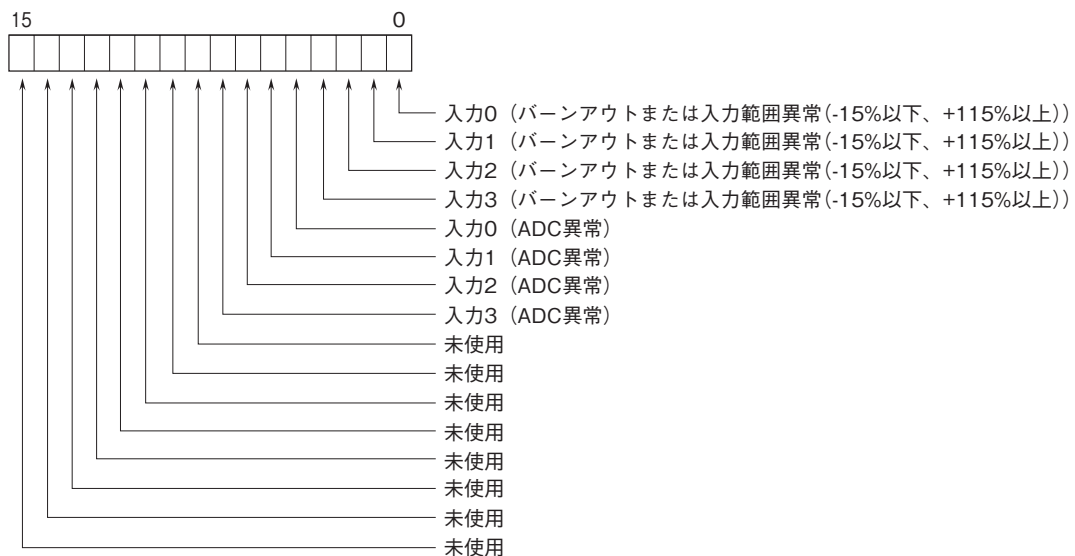 15 0
入力0（バーンアウトまたは入力範囲異常(-15%以下、+115%以上)）
入力1（バーンアウトまたは入力範囲異常(-15%以下、+115%以上)）
入力2（バーンアウトまたは入力範囲異常(-15%以下、+115%以上)）
入力3（バーンアウトまたは入力範囲異常(-15%以下、+115%以上)）
入力0（ADC異常）
入力1（ADC異常）
入力2（ADC異常）
入力3（ADC異常）
未使用
未使用
未使用
未使用
未使用
未使用
未使用
未使用